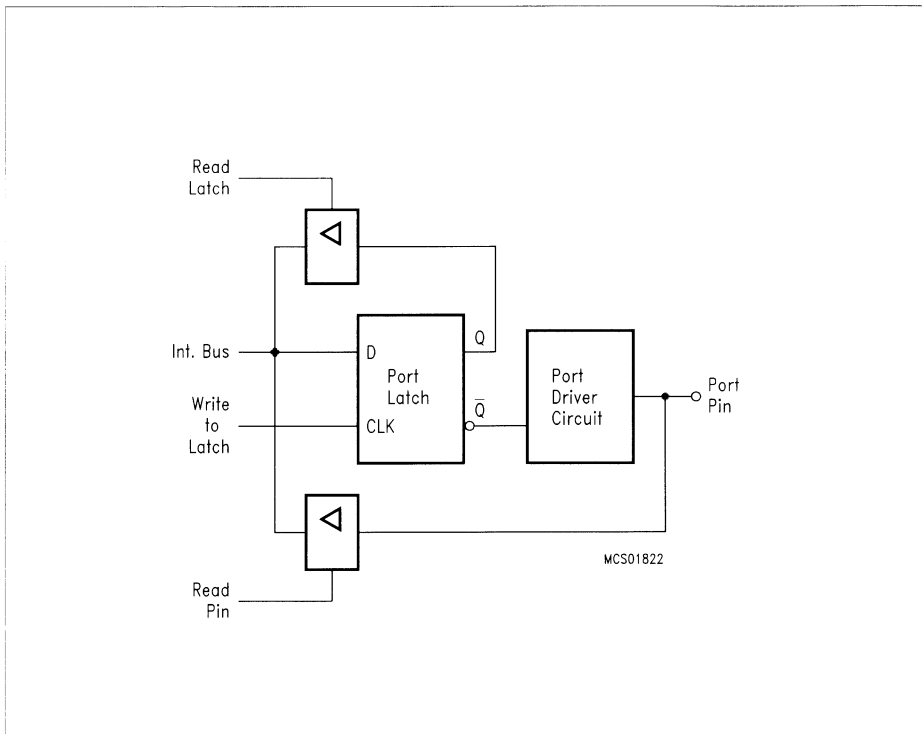 Read
Latch
Int. Bus
D
Q
Port
Latch
Write
to
Latch
CLK
Q̅
Port
Driver
Circuit
Port
Pin
MCS01822
Read
Pin